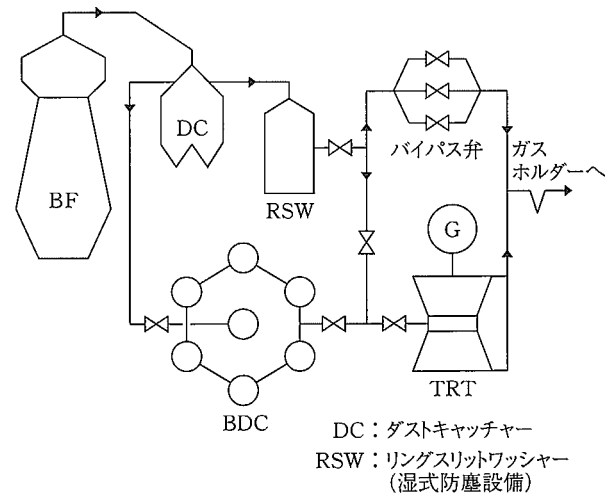 BF
DC
RSW
バイパス弁
ガス
ホルダーへ
G
BDC
TRT
DC：ダストキャッチャー
RSW：リングスリットワッシャー
（湿式防塵設備）